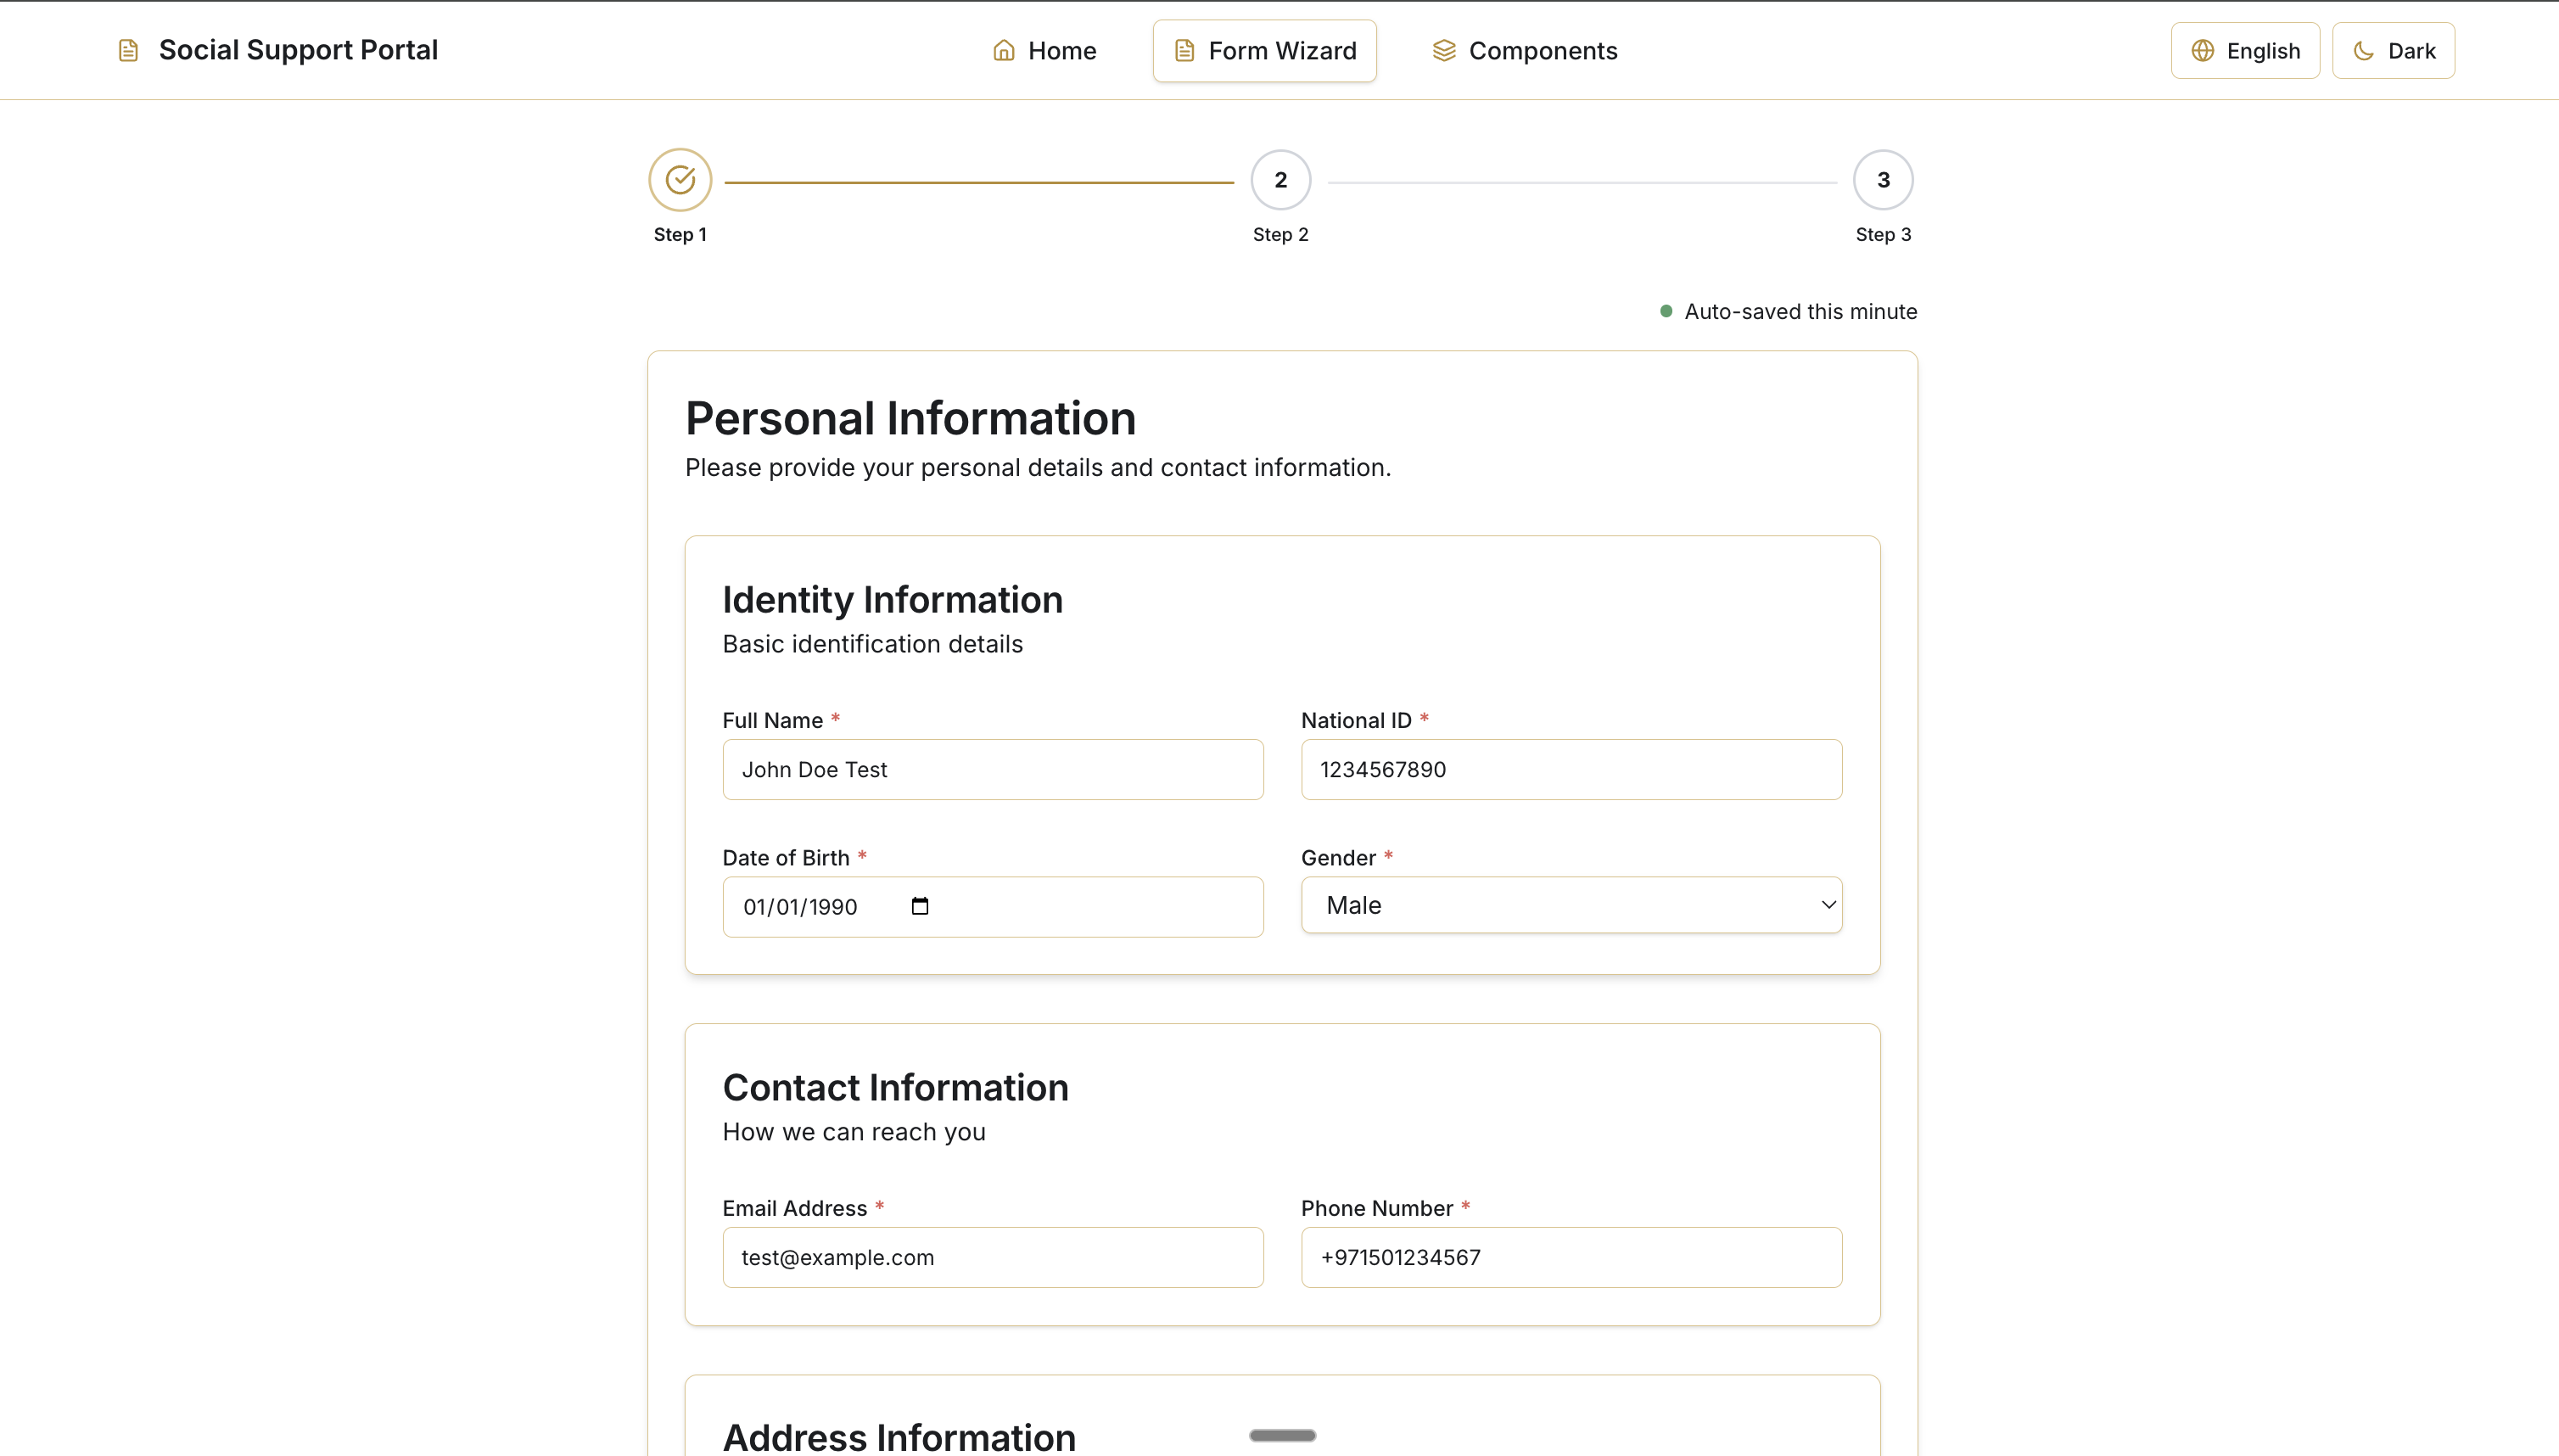 Social Support Portal
Home
Form Wizard
Components
English
Dark
2
3
Step 1
Step 2
Step 3
Auto-saved this minute
Personal Information
Please provide your personal details and contact information.
Identity Information
Basic identification details
Full Name *
National ID *
John Doe Test
1234567890
Date of Birth *
Gender *
01/01/1990
Male
Contact Information
How we can reach you
Email Address *
Phone Number *
test@example.com
+971501234567
Address Information